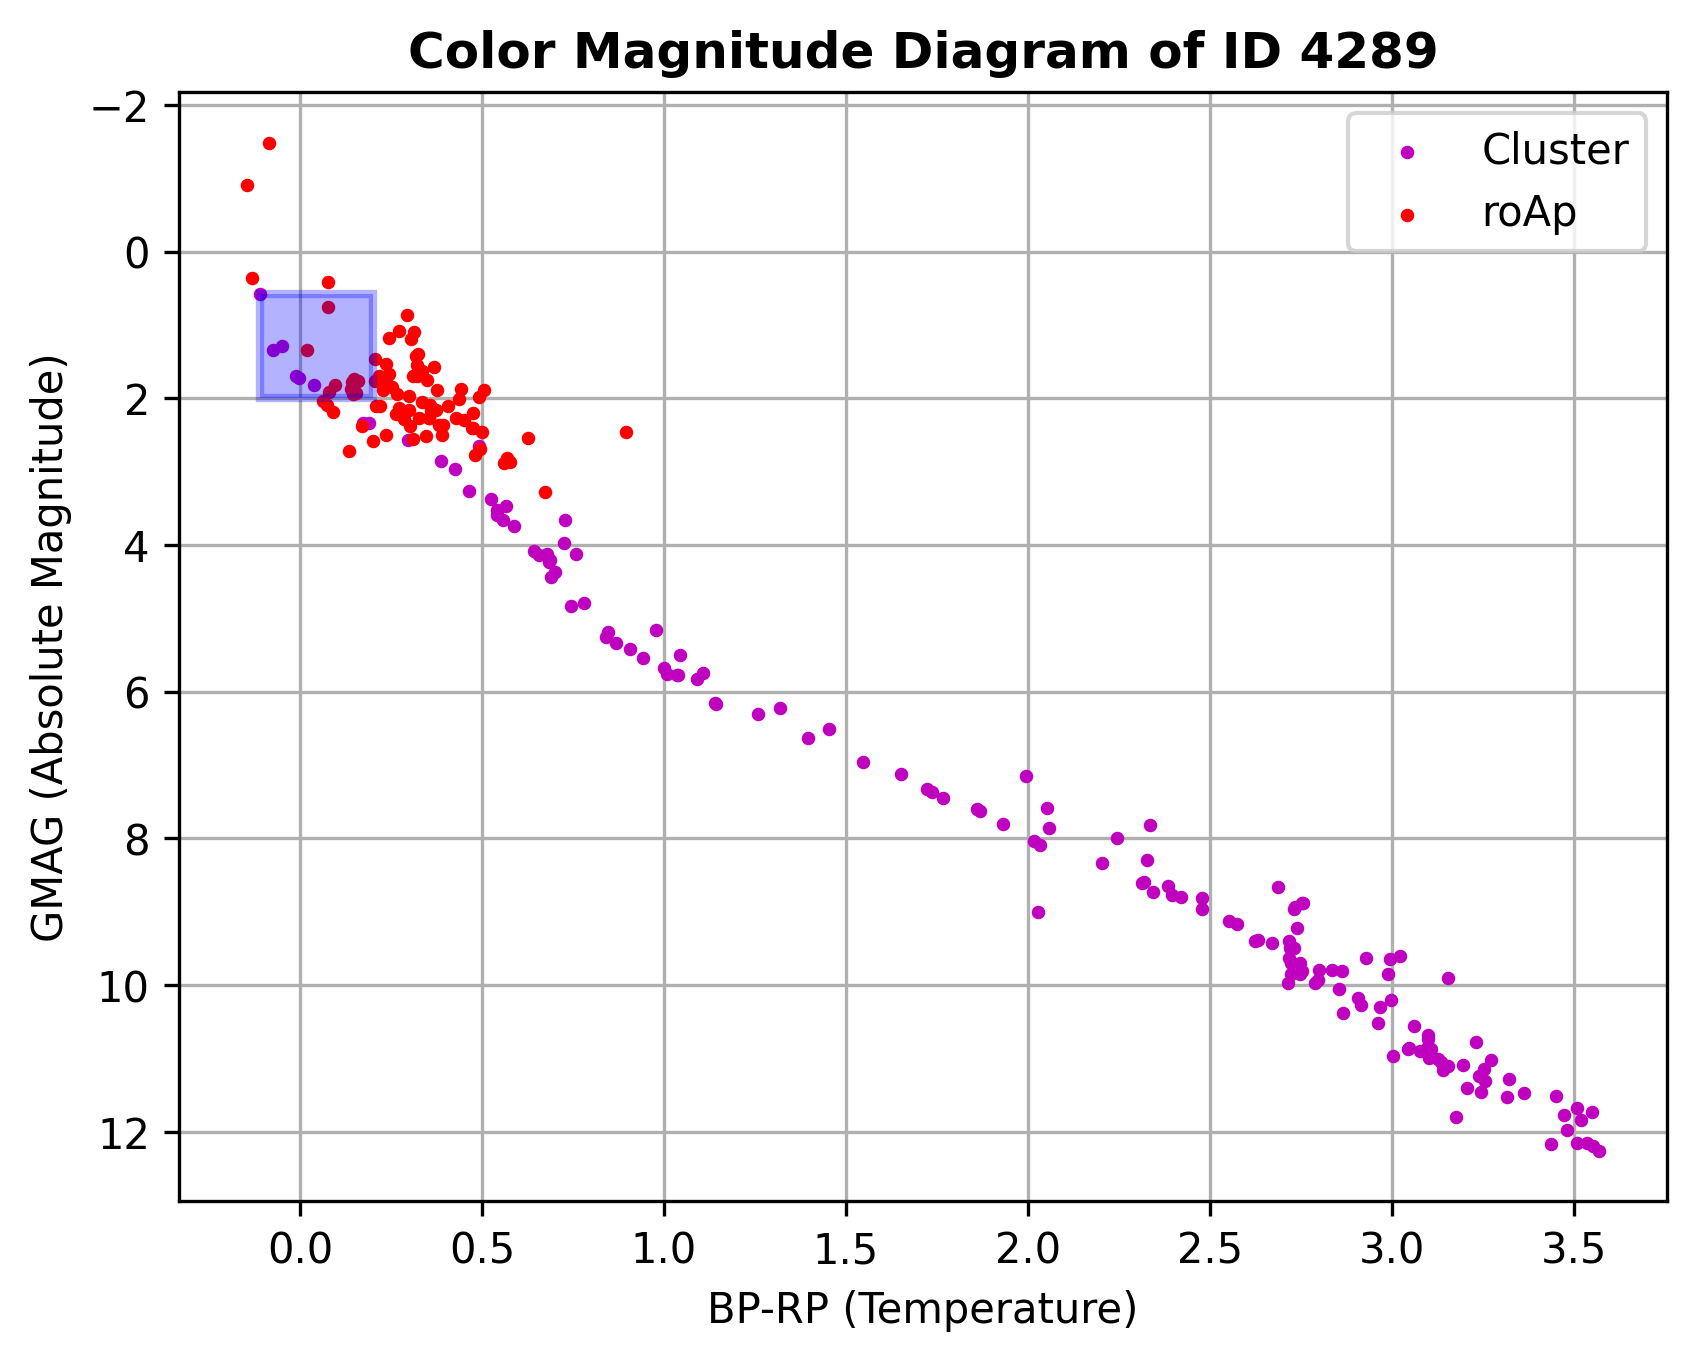 Color Magnitude Diagram of ID 4289
Cluster
roAp
GMAG (Absolute Magnitude)
−2
0
2
4
6
8
10
12
0.0 0.5 1.0 1.5 2.0 2.5 3.0 3.5
BP-RP (Temperature)